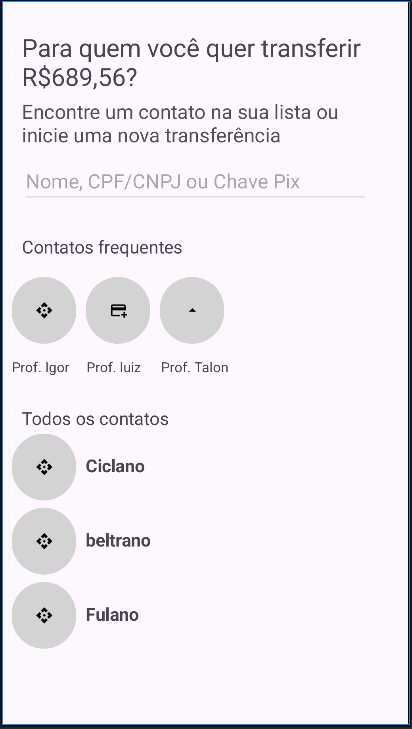 Para quem você quer transferir
R$689,56?
Encontre um contato na sua lista ou
inicie uma nova transferência
Nome, CPF/CNPJ ou Chave Pix
Contatos frequentes
Prof. Igor Prof. luiz Prof. Talon
Todos os contatos
Ciclano
beltrano
Fulano